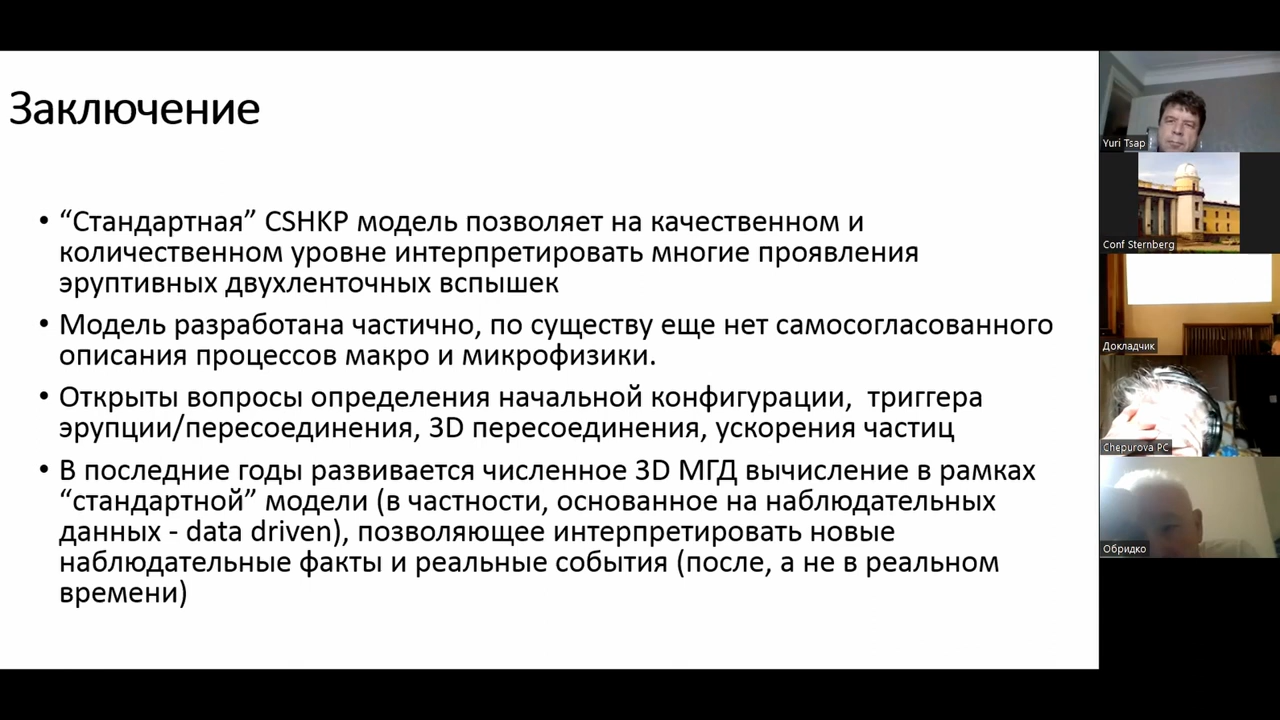 Заключение
• “Стандартная” CSHKP модель позволяет на качественном и
количественном уровне интерпретировать многие проявления
эруптивных двухленточных вспышек
• Модель разработана частично, по существу еще нет самосогласованного
описания процессов макро и микрофизики.
• Открыты вопросы определения начальной конфигурации,  триггера
эрупции/пересоединения, 3D пересоединения, ускорения частиц
• В последние годы развивается численное 3D МГД вычисление в рамках
“стандартной” модели (в частности, основанное на наблюдательных
данных - data driven), позволяющее интерпретировать новые
наблюдательные факты и реальные события (после, а не в реальном
времени)
Yuri Tsap
Conf Sternberg
Докладчик
Chepurova PC
Обридко